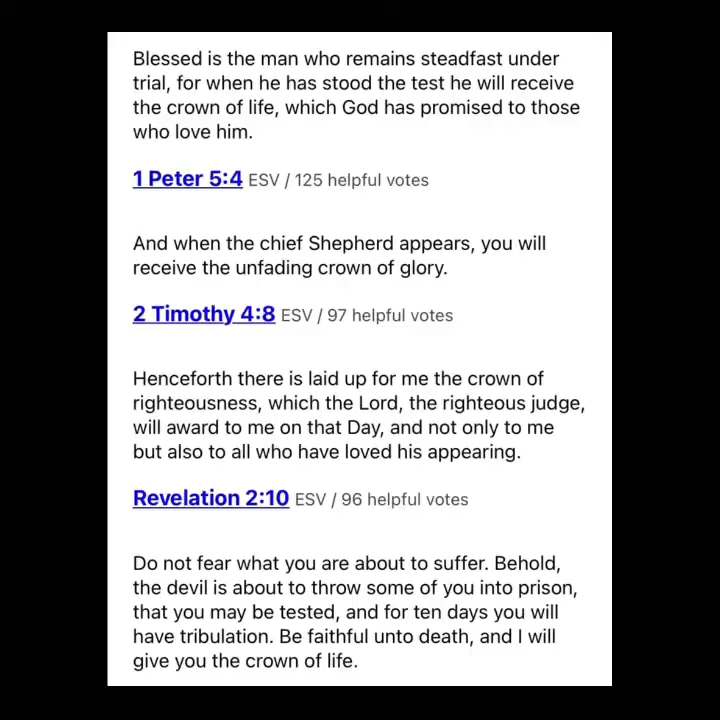 Blessed is the man who remains steadfast under
trial, for when he has stood the test he will receive
the crown of life, which God has promised to those
who love him.
1 Peter 5:4 ESV / 125 helpful votes
And when the chief Shepherd appears, you will
receive the unfading crown of glory.
2 Timothy 4:8 ESV / 97 helpful votes
Henceforth there is laid up for me the crown of
righteousness, which the Lord, the righteous judge,
will award to me on that Day, and not only to me
but also to all who have loved his appearing.
Revelation 2:10 ESV / 96 helpful votes
Do not fear what you are about to suffer. Behold,
the devil is about to throw some of you into prison,
that you may be tested, and for ten days you will
have tribulation. Be faithful unto death, and I will
give you the crown of life.